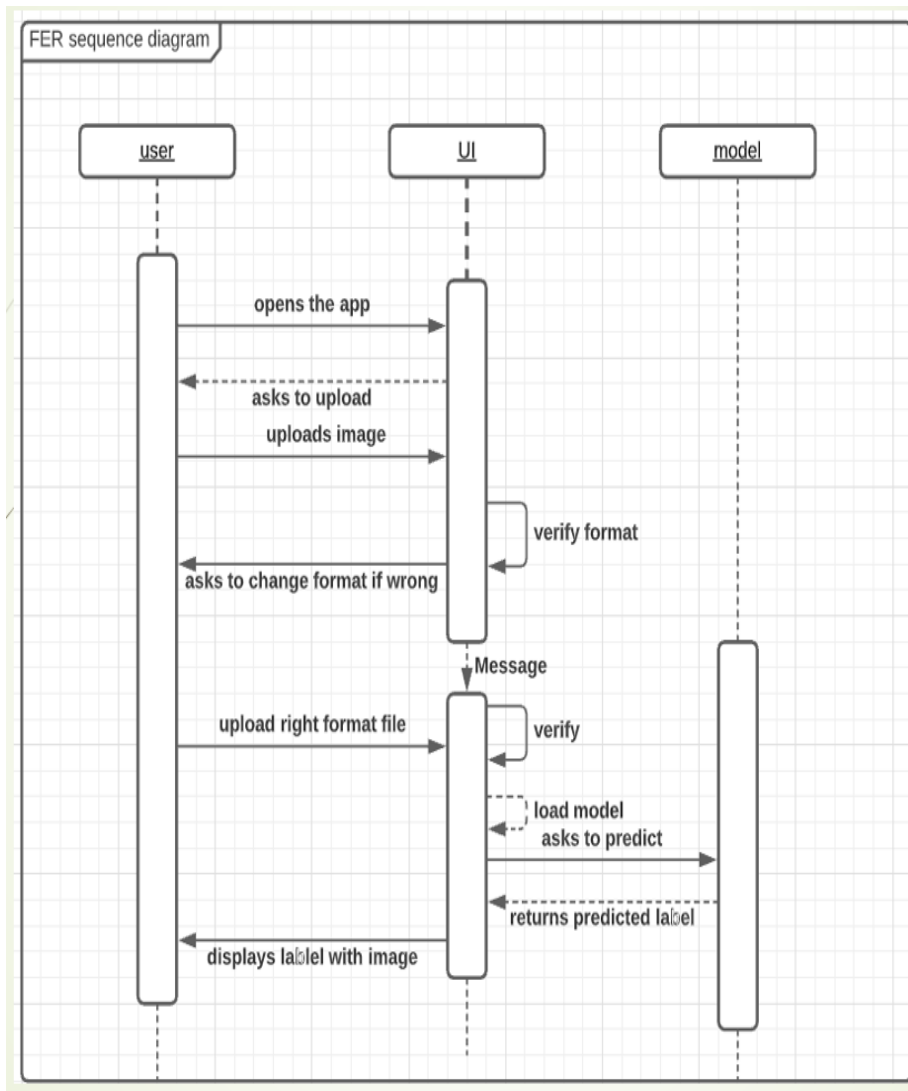 FER sequence diagram
user
UI
model
opens the app
asks to upload
uploads image
verify format
asks to change format if wrong
Message
upload right format file
verify
load model
asks to predict
returns predicted label
displays lablel with image